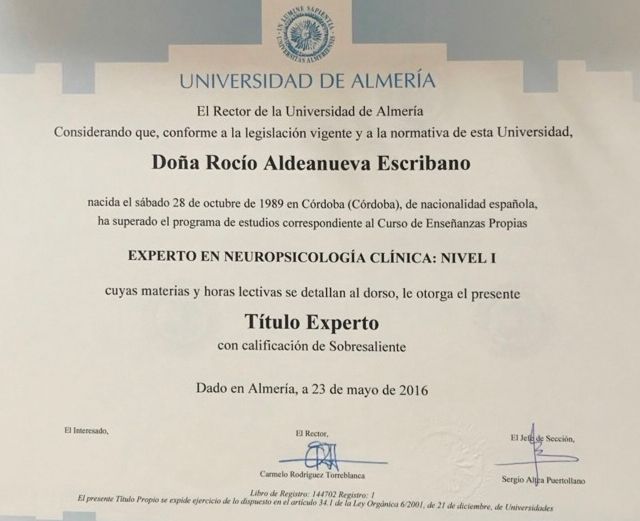 IN LUMINE SAPIENTIA
UNIVERSITAS ALMERIENSIS
UNIVERSIDAD DE ALMERÍA
El Rector de la Universidad de Almería
Considerando que, conforme a la legislación vigente y a la normativa de esta Universidad,
Doña Rocío Aldeanueva Escribano
nacida el sábado 28 de octubre de 1989 en Córdoba (Córdoba), de nacionalidad española,
ha superado el programa de estudios correspondiente al Curso de Enseñanzas Propias
EXPERTO EN NEUROPSICOLOGÍA CLÍNICA: NIVEL I
cuyas materias y horas lectivas se detallan al dorso, le otorga el presente
Título Experto
con calificación de Sobresaliente
Dado en Almería, a 23 de mayo de 2016
El Interesado,
El Rector,
El Jefe de Sección,
Carmelo Rodríguez Torreblanca
Sergio Puertollano
Libro de Registro: 144702 Registro: 1
El presente Título Propio se expide ejercicio de lo dispuesto en el artículo 34.1 de la Ley Orgánica 6/2001, de 21 de diciembre, de Universidades